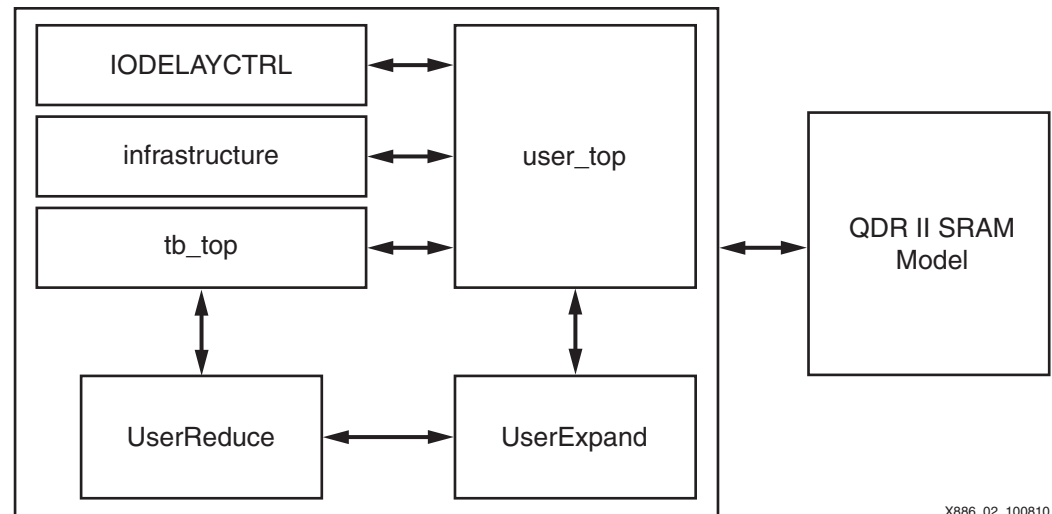 IODELAYCTRL
infrastructure
user_top
tb_top
QDR II SRAM
Model
UserReduce
UserExpand
X886_02_100810